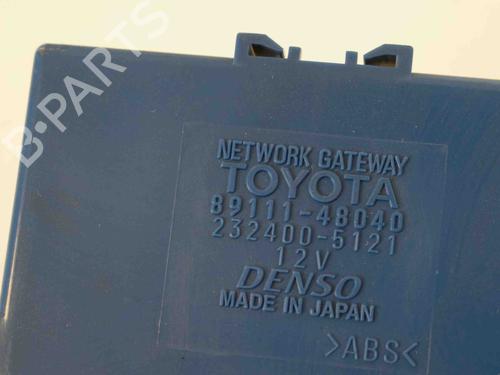 B·PARTS
NETWORK GATEWAY
TOYOTA
89111-48040
232400-5121
12V
DENSO
MADE IN JAPAN
>ABS<